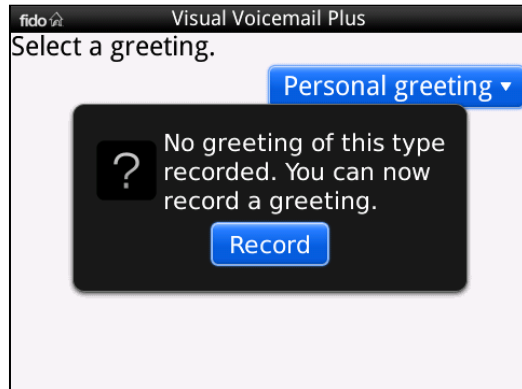 fido Visual Voicemail Plus
Select a greeting.
Personal greeting
?
No greeting of this type
recorded. You can now
record a greeting.
Record